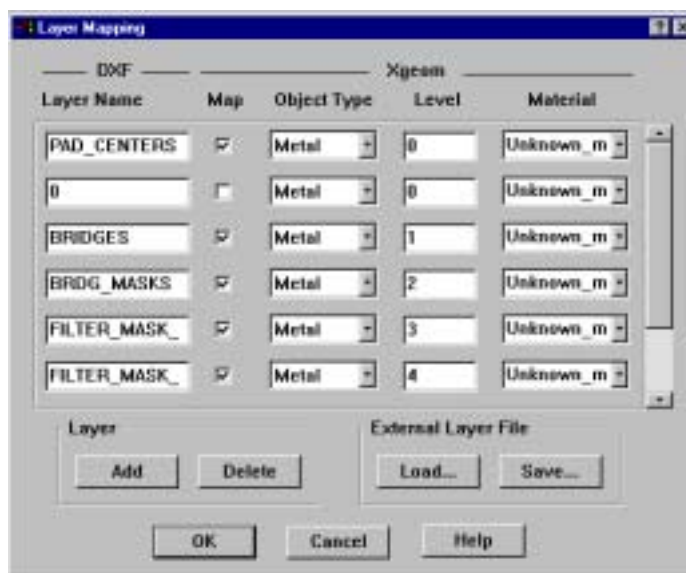 Layer Mapping
DXF Xgeom
Layer Name Map Object Type Level Material
PAD_CENTERS Metal 0 Unknown_m
0 Metal 0 Unknown_m
BRIDGES Metal 1 Unknown_m
BRDG_MASKS Metal 2 Unknown_m
FILTER_MASK_ Metal 3 Unknown_m
FILTER_MASK_ Metal 4 Unknown_m
Layer External Layer File
Add Delete Load... Save...
OK Cancel Help